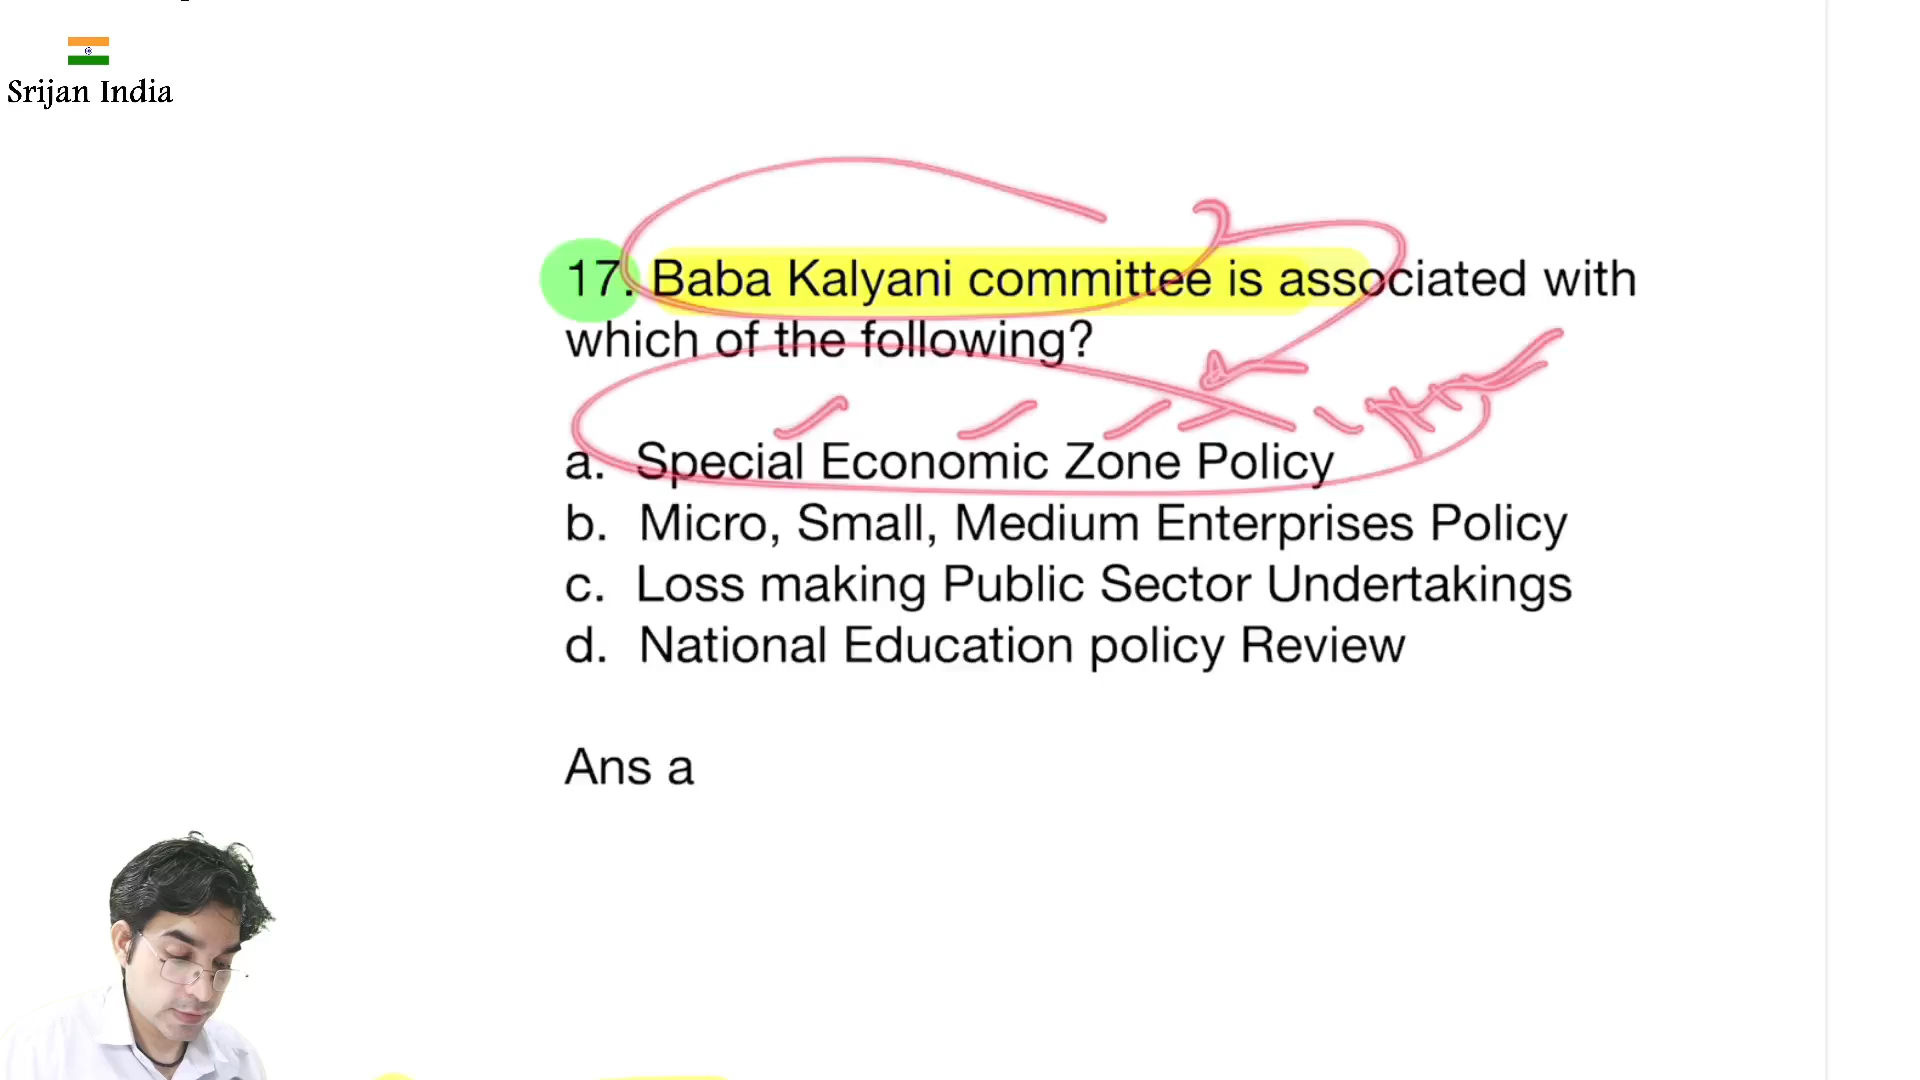 Srijan India
17. Baba Kalyani committee is associated with
which of the following?
a. Special Economic Zone Policy
b. Micro, Small, Medium Enterprises Policy
c. Loss making Public Sector Undertakings
d. National Education policy Review
Ans a